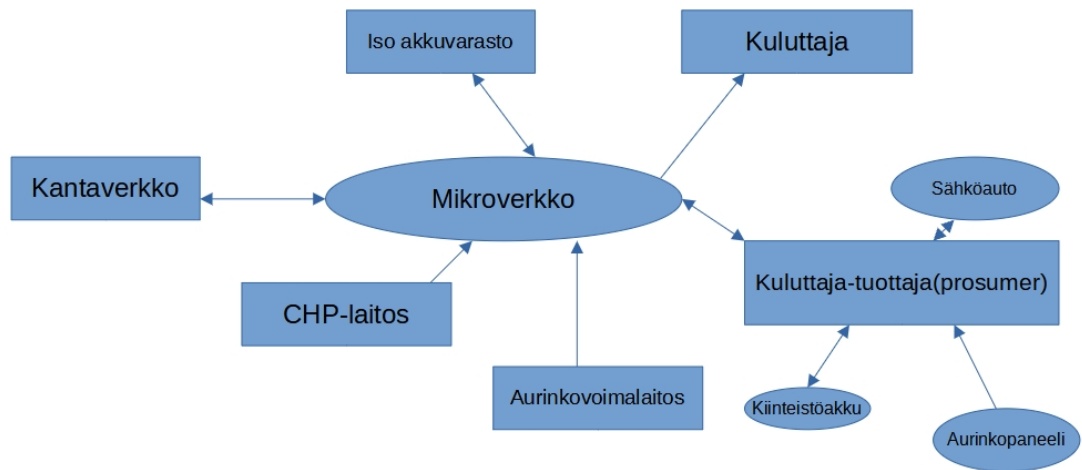 Iso akkuvarasto
Kuluttaja
Kantaverkko
Mikroverkko
Sähköauto
Kuluttaja-tuottaja(prosumer)
CHP-laitos
Aurinkovoimalaitos
Kiinteistöakku
Aurinkopaneeli